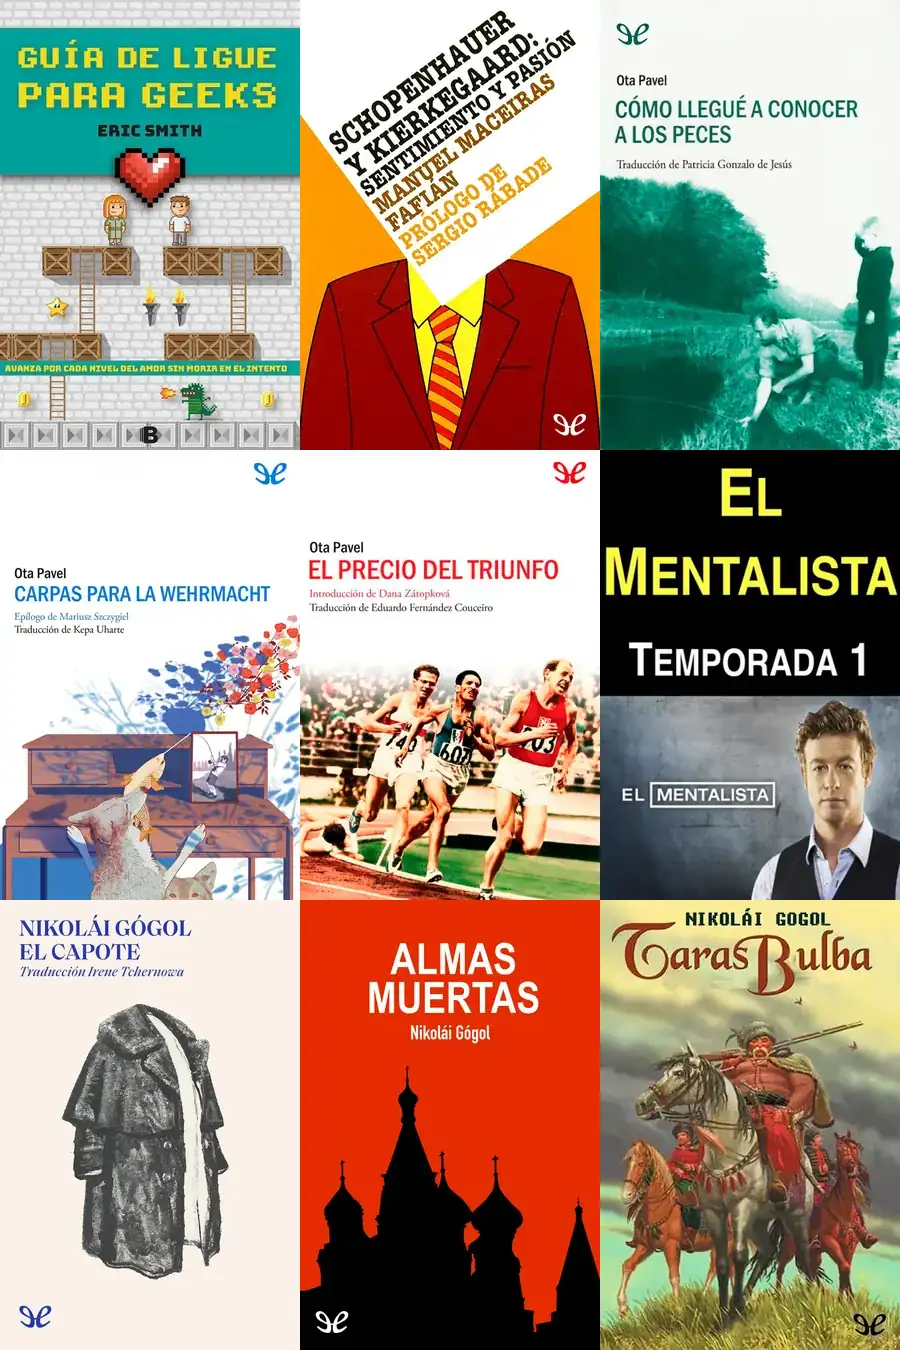 GUÍA DE LIGUE
PARA GEEKS
ERIC SMITH
AVANZA POR CADA NIVEL DEL AMOR SIN MORIR EN EL INTENTO
B
SCHOPENHAUER
Y KIERKEGAARD:
SENTIMIENTO Y PASIÓN
MANUEL MACEIRAS
FAFIÁN
PRÓLOGO DE
SERGIO RÁBADE
Ota Pavel
CÓMO LLEGUÉ A CONOCER
A LOS PECES
Traducción de Patricia Gonzalo de Jesús
Ota Pavel
CARPAS PARA LA WEHRMACHT
Epílogo de Mariusz Szczygieł
Traducción de Kepa Uharte
Ota Pavel
EL PRECIO DEL TRIUNFO
Introducción de Dana Zátopková
Traducción de Eduardo Fernández Couceiro
607
903
EL
MENTALISTA
TEMPORADA 1
EL MENTALISTA
NIKOLÁI GÓGOL
EL CAPOTE
Traducción Irene Tchernowa
ALMAS
MUERTAS
Nikolái Gógol
NIKOLÁI GOGOL
Taras Bulba